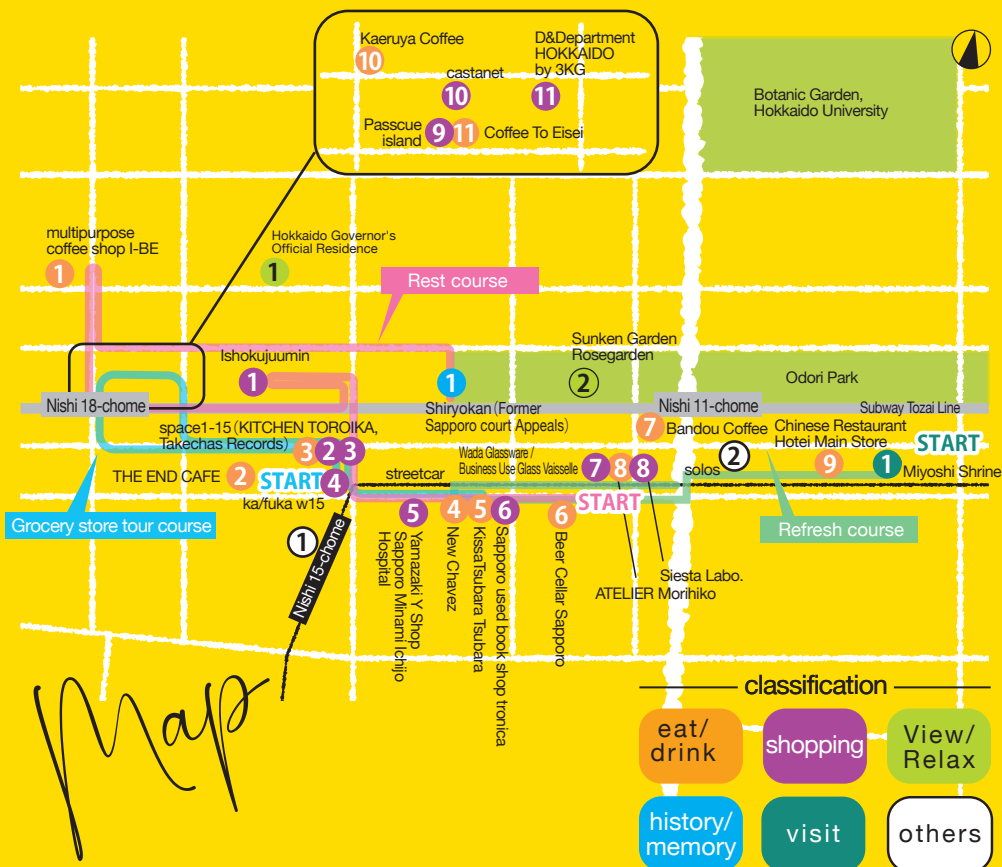 Kaeruya Coffee
10
D&Department
HOKKAIDO
by 3KG
11
castanet
10
Passcue
island
9
11
Coffee To Eisei
Botanic Garden,
Hokkaido University
multipurpose
coffee shop I-BE
1
Hokkaido Governor's
Official Residence
1
Rest course
Ishokujuumin
1
Sunken Garden
Rosegarden
2
1
Odori Park
Nishi 18-chome
Shiryokan (Former
Sapporo court Appeals)
Nishi 11-chome
Subway Tozai Line
space1-15 (KITCHEN TOROIKA,
Takechas Records)
3
2
3
7
Bandou Coffee
Chinese Restaurant
Hotei Main Store
9
START
1
Miyoshi Shrine
THE END CAFE
2
START
4
ka/fuka w15
streetcar
Wada Glassware /
Business Use Glass Vaisselle
7
8
8
solos
2
START
Grocery store tour course
Refresh course
1
Nishi 15-chome
5
Yamazaki Y Shop
Sapporo Minami Ichijo
Hospital
4
New Chavez
5
KissaTsubara Tsubara
6
Sapporo used book shop tronica
6
Beer Cellar Sapporo
Siesta Labo.
ATELIER Morihiko
Map
classification
eat/
drink
shopping
View/
Relax
history/
memory
visit
others